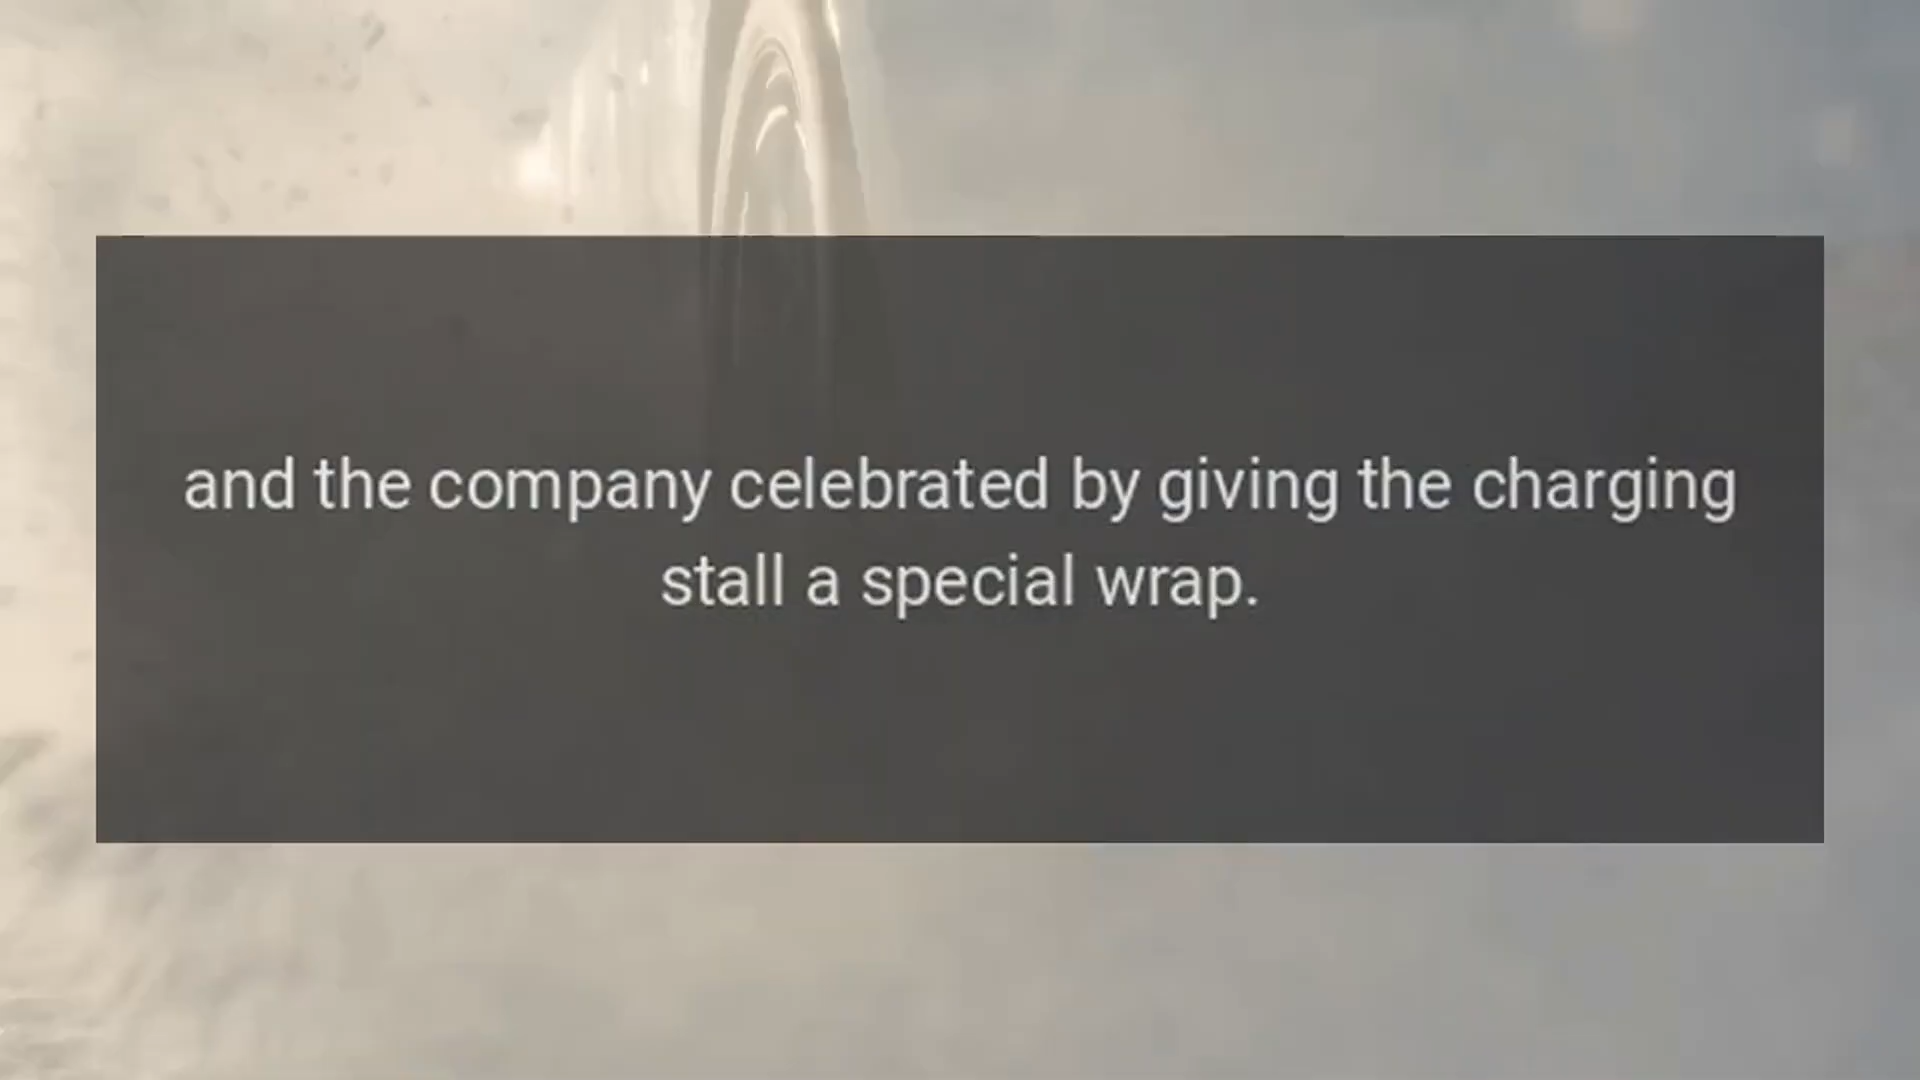 and the company celebrated by giving the charging
stall a special wrap.